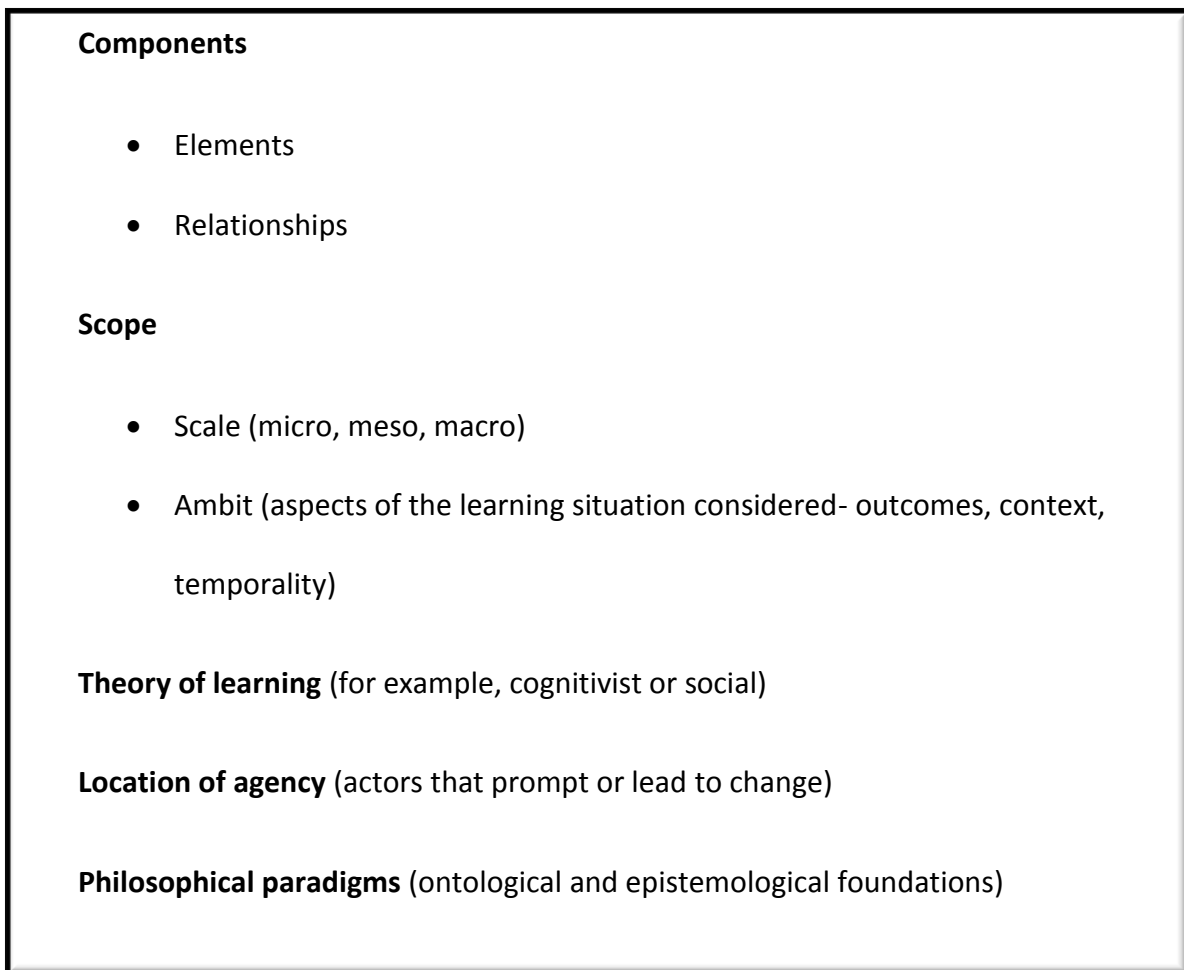 Components
• Elements
• Relationships
Scope
• Scale (micro, meso, macro)
• Ambit (aspects of the learning situation considered- outcomes, context,
temporality)
Theory of learning (for example, cognitivist or social)
Location of agency (actors that prompt or lead to change)
Philosophical paradigms (ontological and epistemological foundations)